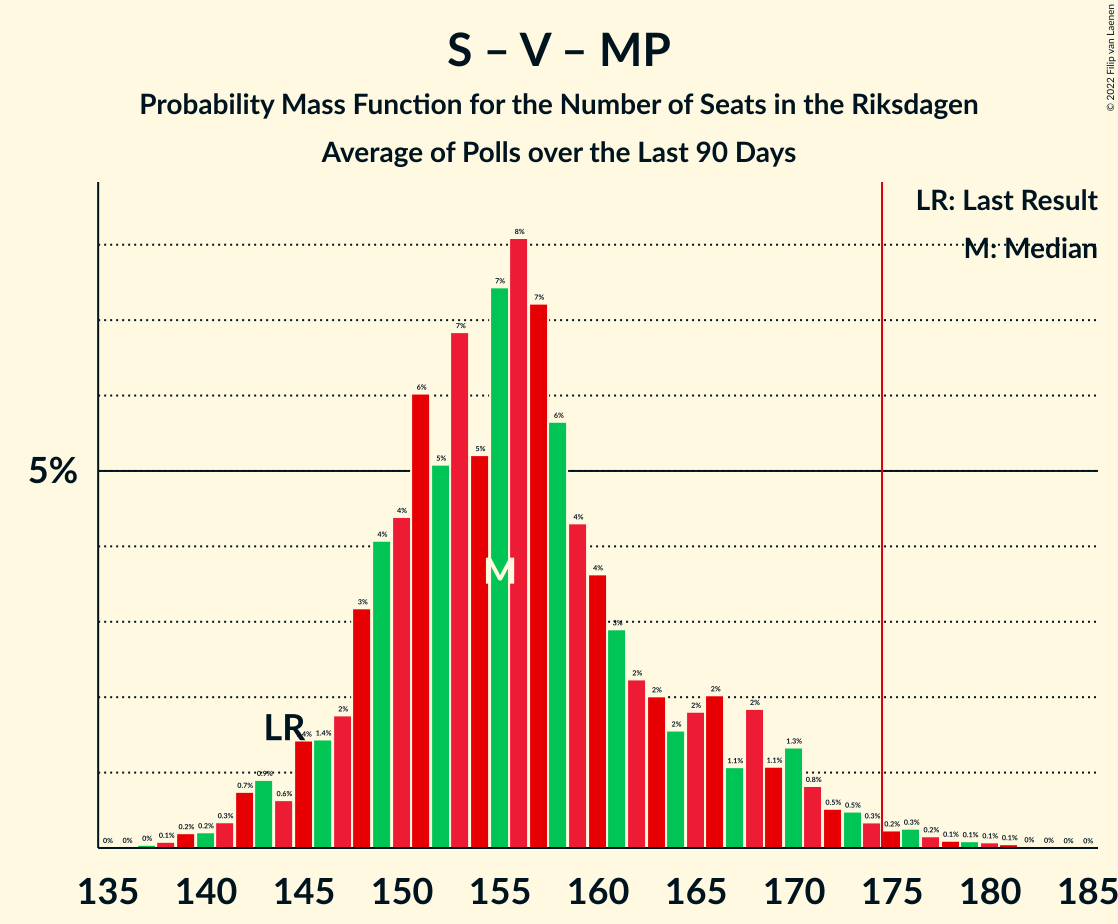 S – V – MP
Probability Mass Function for the Number of Seats in the Riksdagen
Average of Polls over the Last 90 Days
© 2022 Filip van Laenen
LR: Last Result
M: Median
5%
LR
M
0% 0% 0% 0.1% 0.2% 0.2% 0.3% 0.7% 0.9% 0.6% 4% 1.4% 2% 3% 4% 4% 6% 5% 7% 5% 7% 8% 7% 6% 4% 4% 3% 2% 2% 2% 2% 2% 1.1% 2% 1.1% 1.3% 0.8% 0.5% 0.5% 0.3% 0.2% 0.3% 0.2% 0.1% 0.1% 0.1% 0.1% 0% 0% 0% 0%
135 140 145 150 155 160 165 170 175 180 185